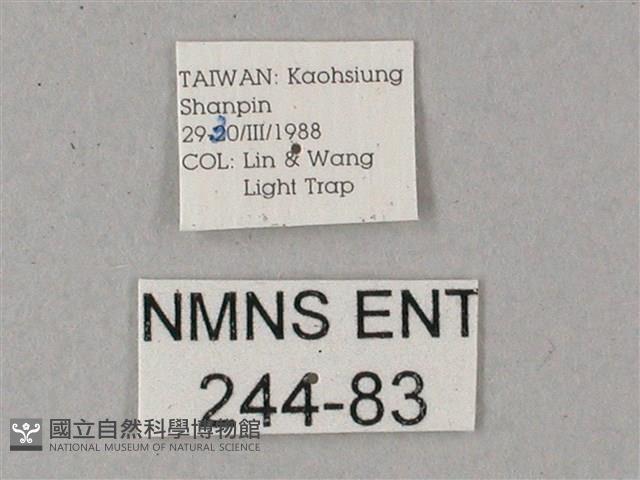 TAIWAN: Kaohsiung
Shanpin
29-30/III/1988
COL: Lin & Wang
Light Trap
NMNS ENT
244-83
國立自然科學博物館
NATIONAL MUSEUM OF NATURAL SCIENCE